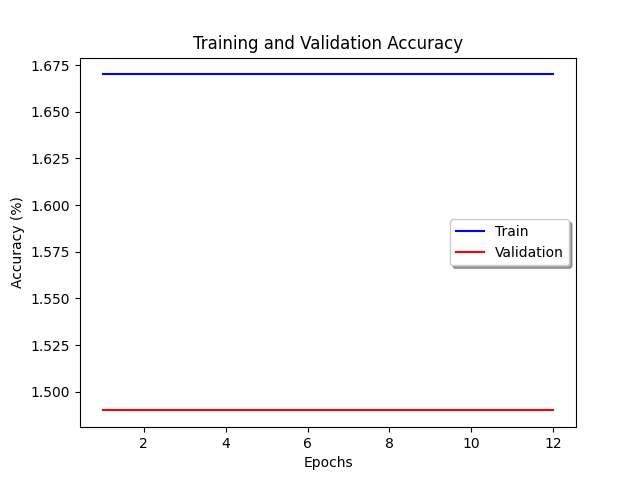 Training and Validation Accuracy
Accuracy (%)
1.675
1.650
1.625
1.600
1.575
1.550
1.525
1.500
Train
Validation
2 4 6 8 10 12
Epochs